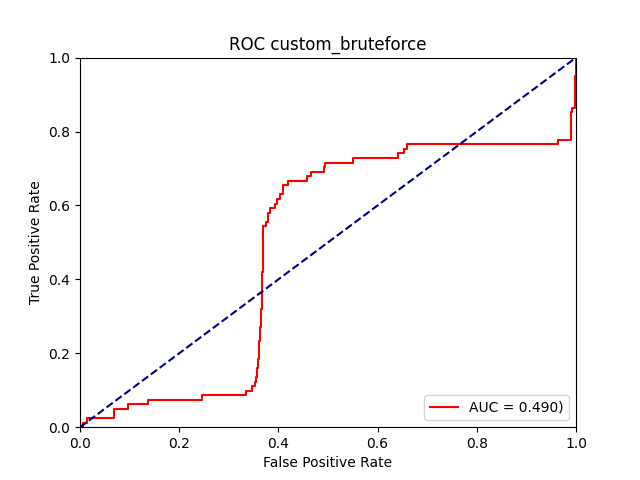 ROC custom_bruteforce
1.0
0.8
0.6
0.4
0.2
0.0
True Positive Rate
AUC = 0.490)
0.0 0.2 0.4 0.6 0.8 1.0
False Positive Rate